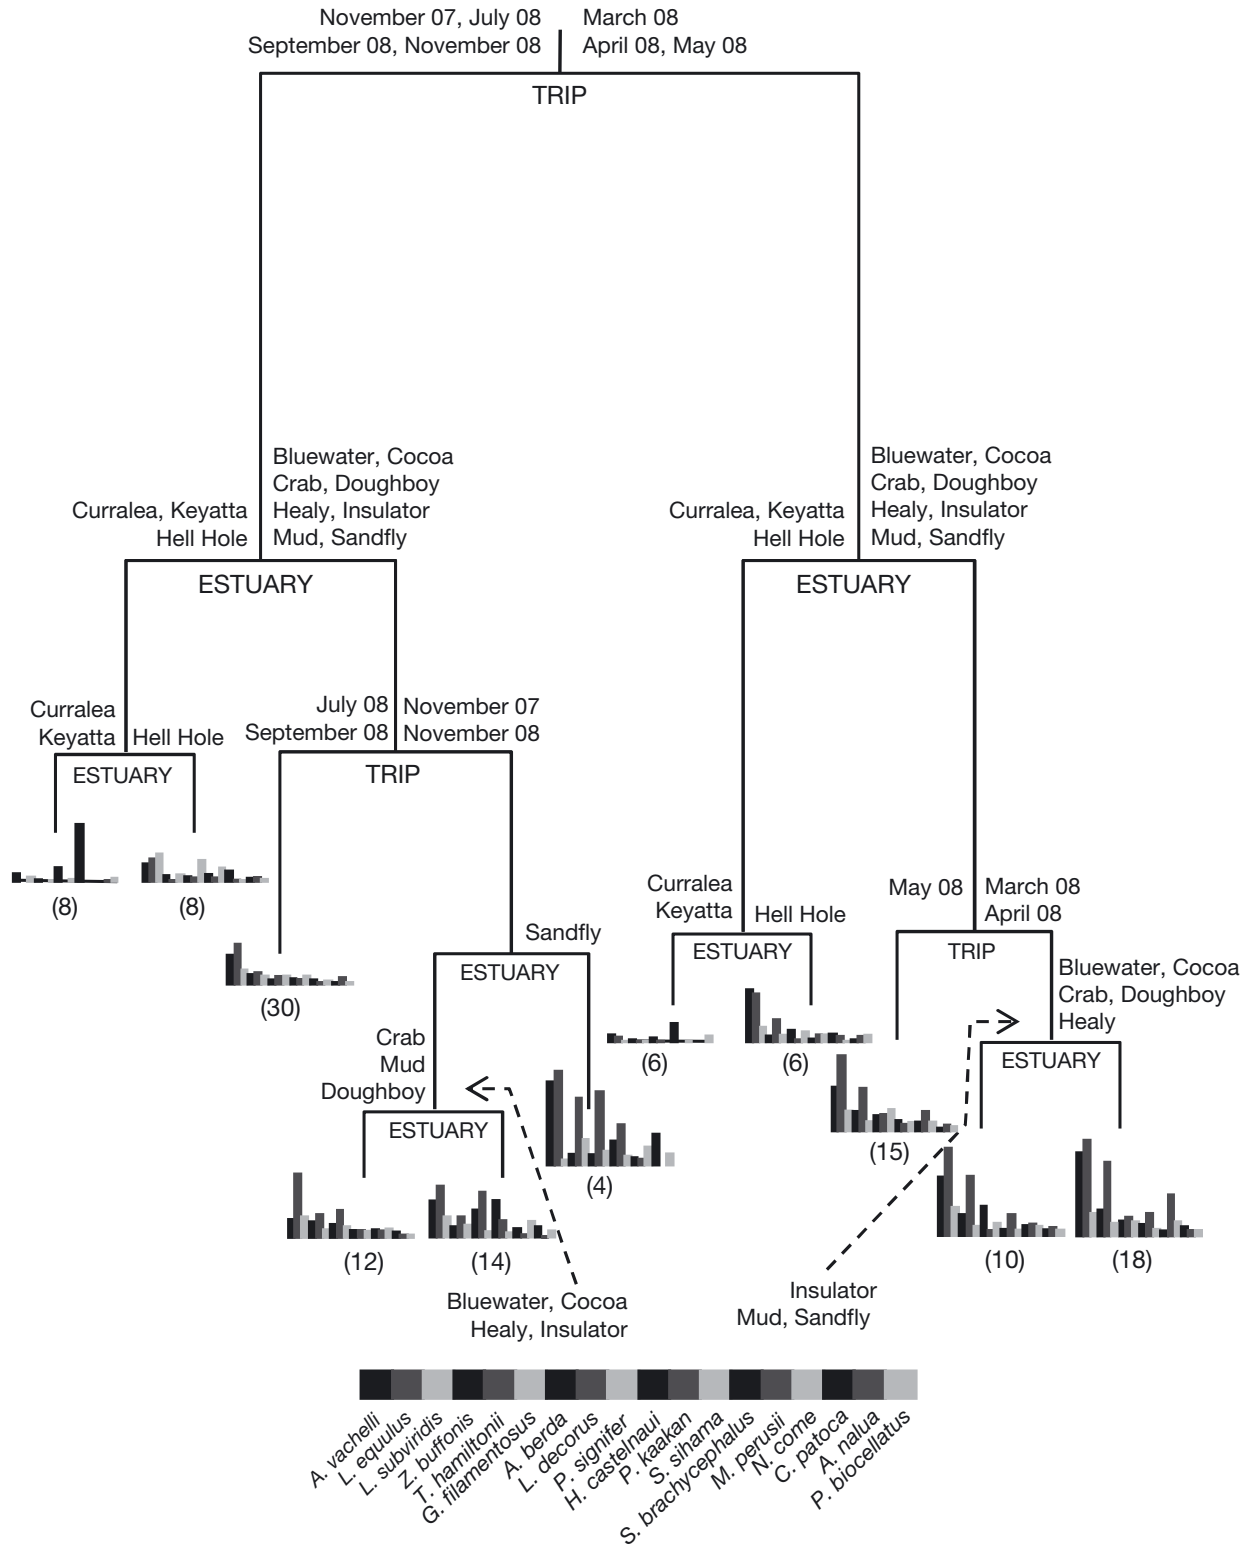 November 07, July 08
September 08, November 08
March 08
April 08, May 08
TRIP
Curralea, Keyatta
Hell Hole
Bluewater, Cocoa
Crab, Doughboy
Healy, Insulator
Mud, Sandfly
ESTUARY
Curralea, Keyatta
Hell Hole
Bluewater, Cocoa
Crab, Doughboy
Healy, Insulator
Mud, Sandfly
ESTUARY
Curralea
Keyatta
Hell Hole
ESTUARY
(8)
(8)
July 08
September 08
November 07
November 08
TRIP
(30)
Sandfly
ESTUARY
Crab
Mud
Doughboy
ESTUARY
(12)
(14)
(4)
Bluewater, Cocoa
Healy, Insulator
Curralea
Keyatta
Hell Hole
ESTUARY
(6)
(6)
May 08
March 08
April 08
TRIP
(15)
Bluewater, Cocoa
Crab, Doughboy
Healy
ESTUARY
(10)
(18)
Insulator
Mud, Sandfly
A. vachelli
L. equulus
L. subviridis
Z. buffonis
T. hamiltonii
G. filamentosus
A. berda
L. decorus
P. signifer
H. castelnaui
P. kaakan
S. sihama
S. brachycephalus
M. perusii
N. come
C. patoca
A. nalua
P. biocellatus